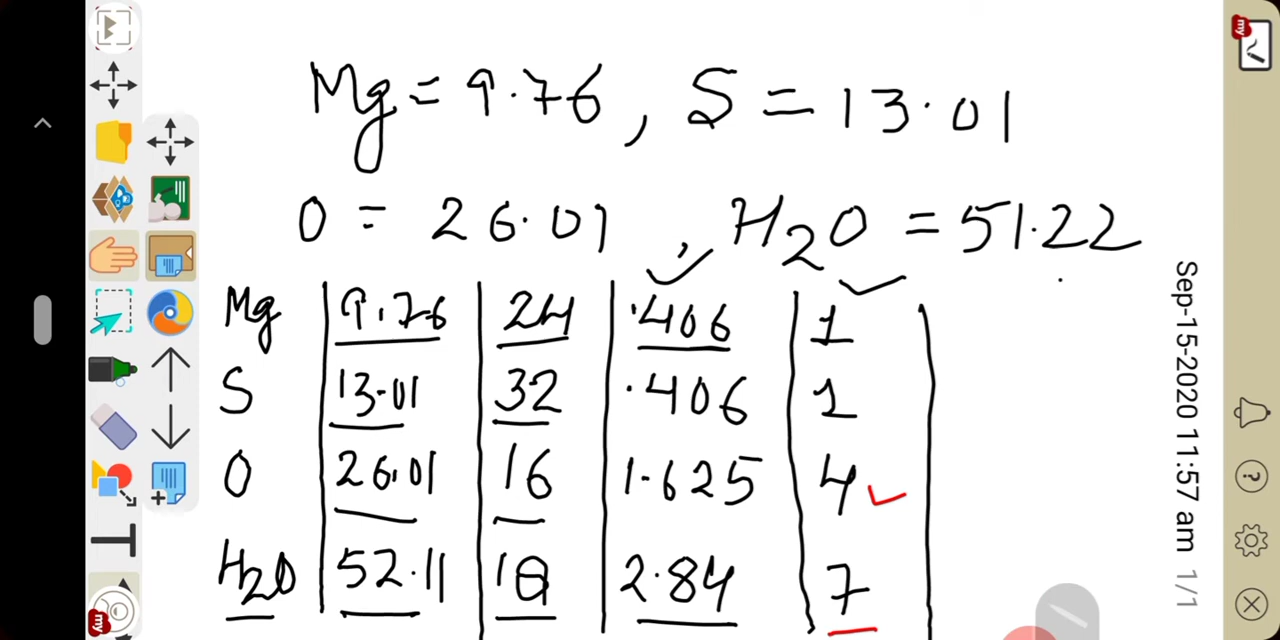 Mg = 9.76, S = 13.01
O = 26.01, H2O = 51.22
Mg 9.76 24 .406 1
S 13.01 32 .406 1
O 26.01 16 1.625 4
H2O 52.11 18 2.84 7
Sep-15-2020 11:57 am 1/1
my
my